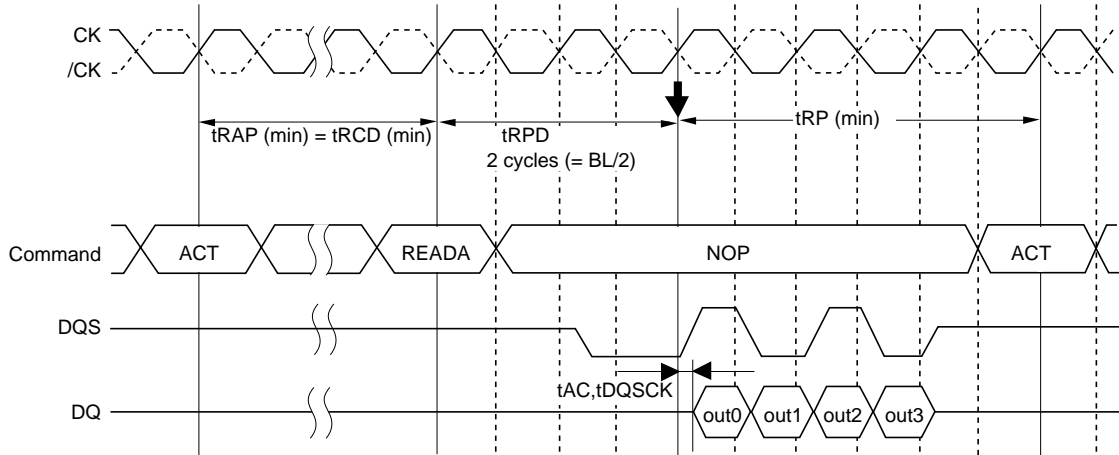 CK
/CK
tRAP (min) = tRCD (min)
tRPD
2 cycles (= BL/2)
tRP (min)
Command
ACT
READA
NOP
ACT
DQS
tAC,tDQSCK
DQ
out0
out1
out2
out3